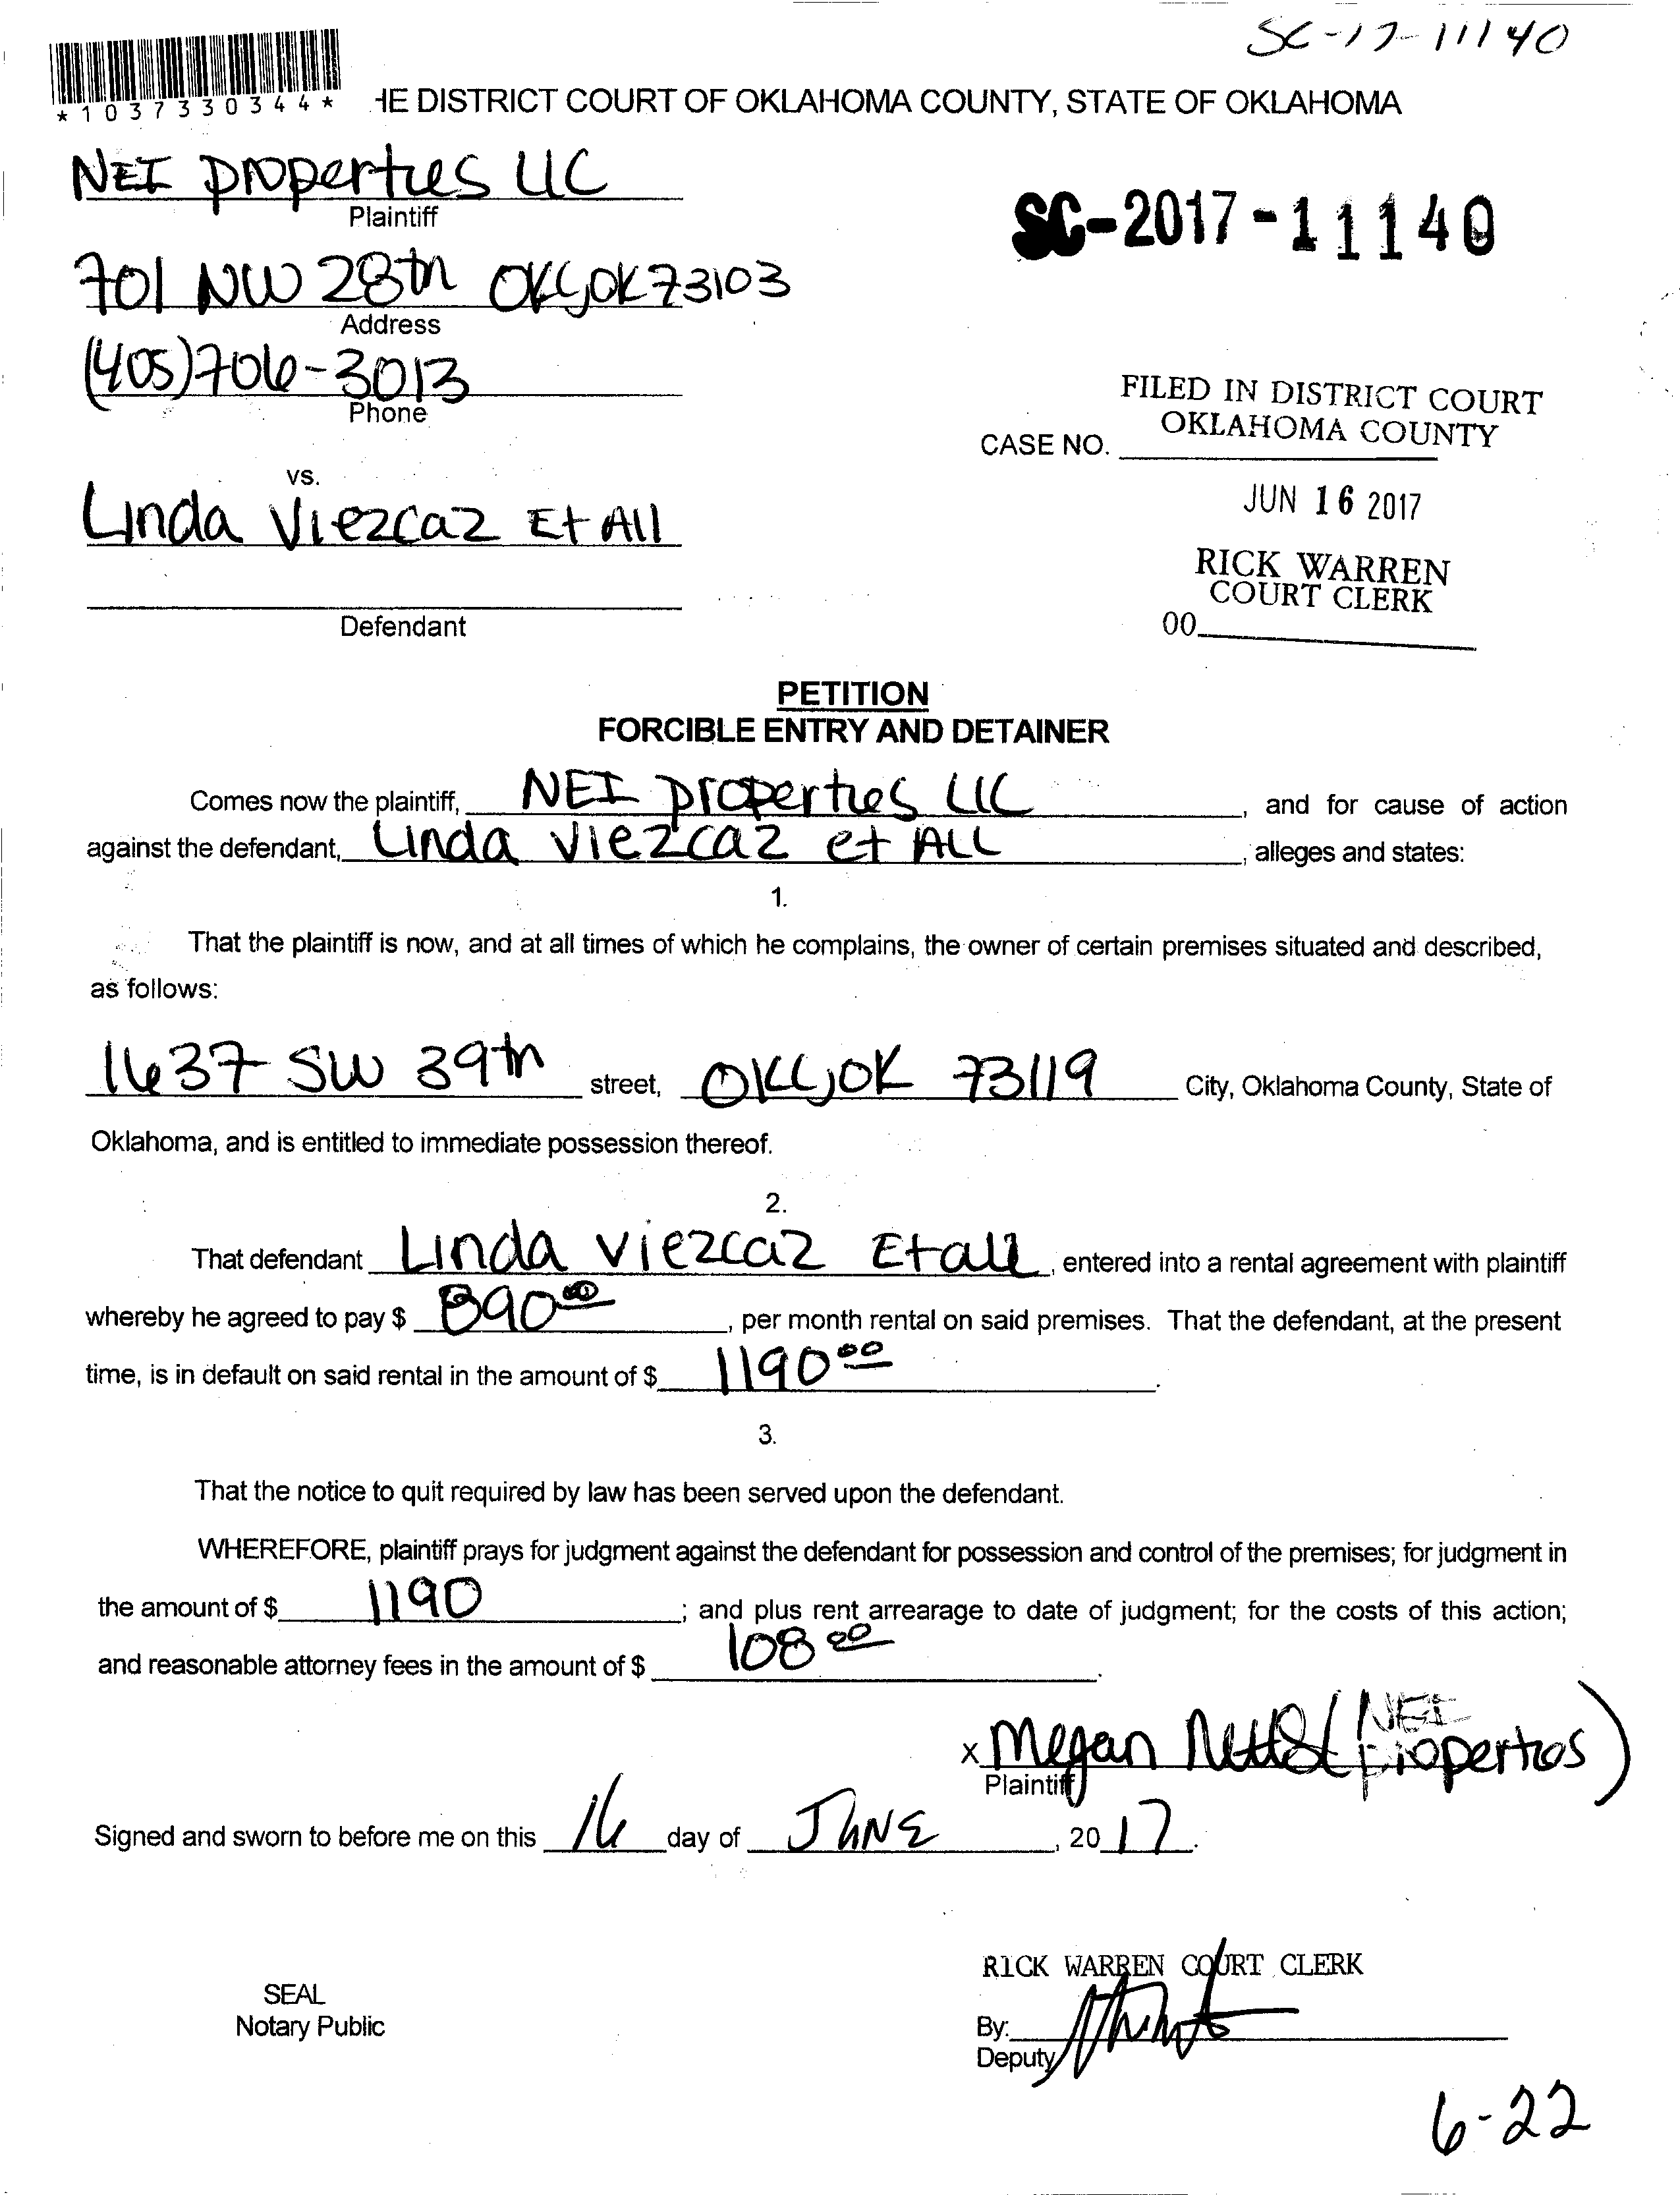 SC-17-11140
*1037330344*
HE DISTRICT COURT OF OKLAHOMA COUNTY, STATE OF OKLAHOMA
NEI properties LLC
Plaintiff
SC-2017-11140
701 NW 28th OKC, OK 73103
Address
(405)706-3013
Phone
FILED IN DISTRICT COURT
OKLAHOMA COUNTY
CASE NO.
JUN 16 2017
vs.
Linda Viezcaz Et All
RICK WARREN
COURT CLERK
00
Defendant
PETITION
FORCIBLE ENTRY AND DETAINER
Comes now the plaintiff, NEI properties LLC, and for cause of action
against the defendant, Linda Viezcaz et ALL, alleges and states:
1.
That the plaintiff is now, and at all times of which he complains, the owner of certain premises situated and described,
as follows:
1637 SW 39th street, OKC, OK 73119 City, Oklahoma County, State of
Oklahoma, and is entitled to immediate possession thereof.
2.
That defendant Linda Viezcaz Et all, entered into a rental agreement with plaintiff
whereby he agreed to pay $ 890 00, per month rental on said premises. That the defendant, at the present
time, is in default on said rental in the amount of $ 1190 00.
3.
That the notice to quit required by law has been served upon the defendant.
WHEREFORE, plaintiff prays for judgment against the defendant for possession and control of the premises; for judgment in
the amount of $ 1190; and plus rent arrearage to date of judgment; for the costs of this action;
and reasonable attorney fees in the amount of $ 108 00.
x Megan Netts (NEI Properties)
Plaintiff
Signed and sworn to before me on this 16 day of JUNE, 2017.
RICK WARREN COURT CLERK
SEAL
Notary Public
By:
Deputy
6-22